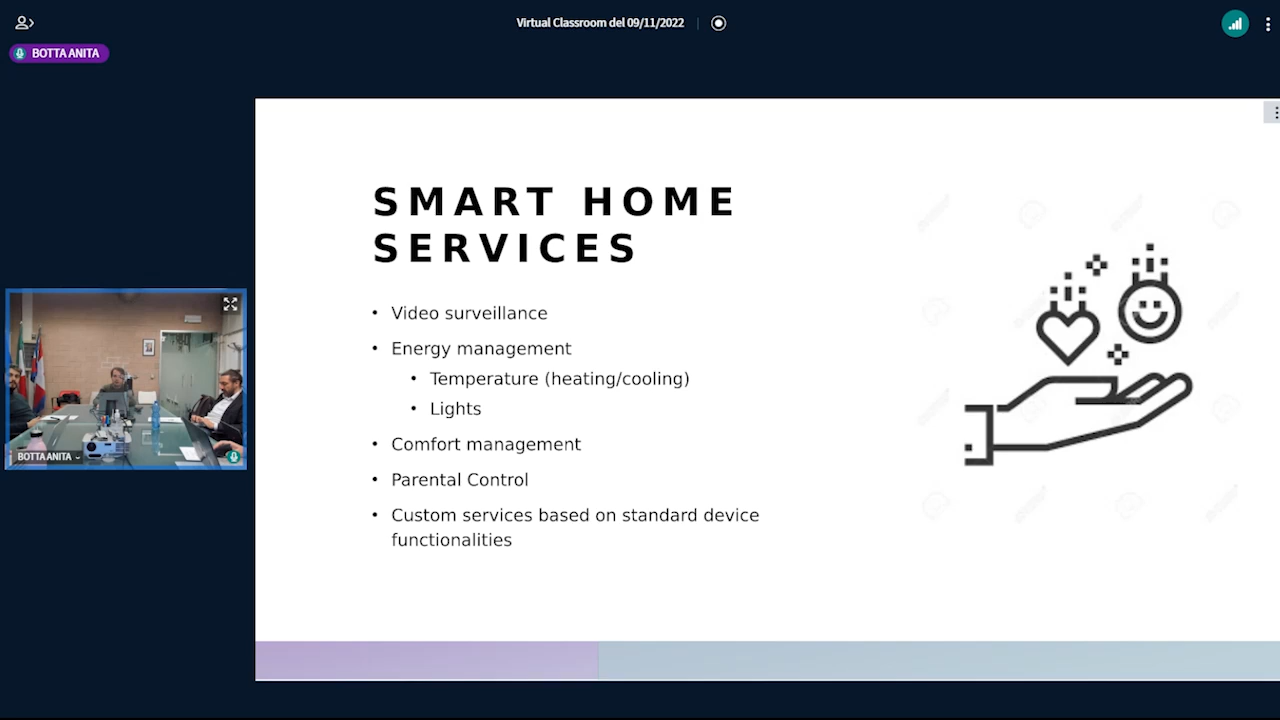 Virtual Classroom del 09/11/2022
BOTTA ANITA
SMART HOME
SERVICES
• Video surveillance
• Energy management
• Temperature (heating/cooling)
• Lights
• Comfort management
• Parental Control
• Custom services based on standard device
functionalities
BOTTA ANITA